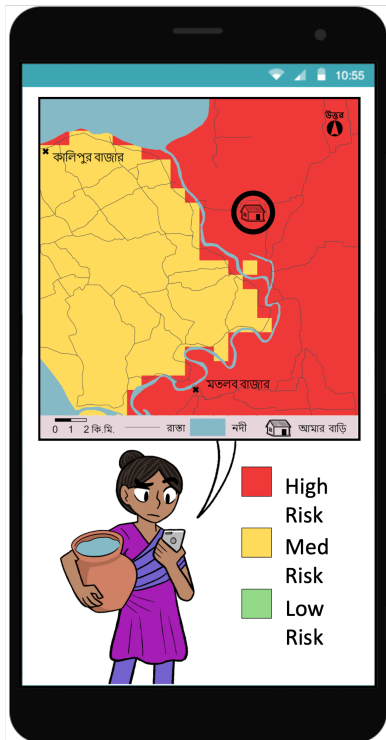 10:55
উত্তর
কালিপুর বাজার
মতলব বাজার
0 1 2 কি.মি. রাস্তা নদী আমার বাড়ি
High
Risk
Med
Risk
Low
Risk